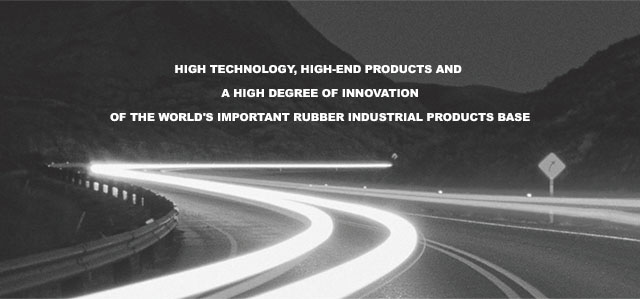 HIGH TECHNOLOGY, HIGH-END PRODUCTS AND
A HIGH DEGREE OF INNOVATION
OF THE WORLD'S IMPORTANT RUBBER INDUSTRIAL PRODUCTS BASE